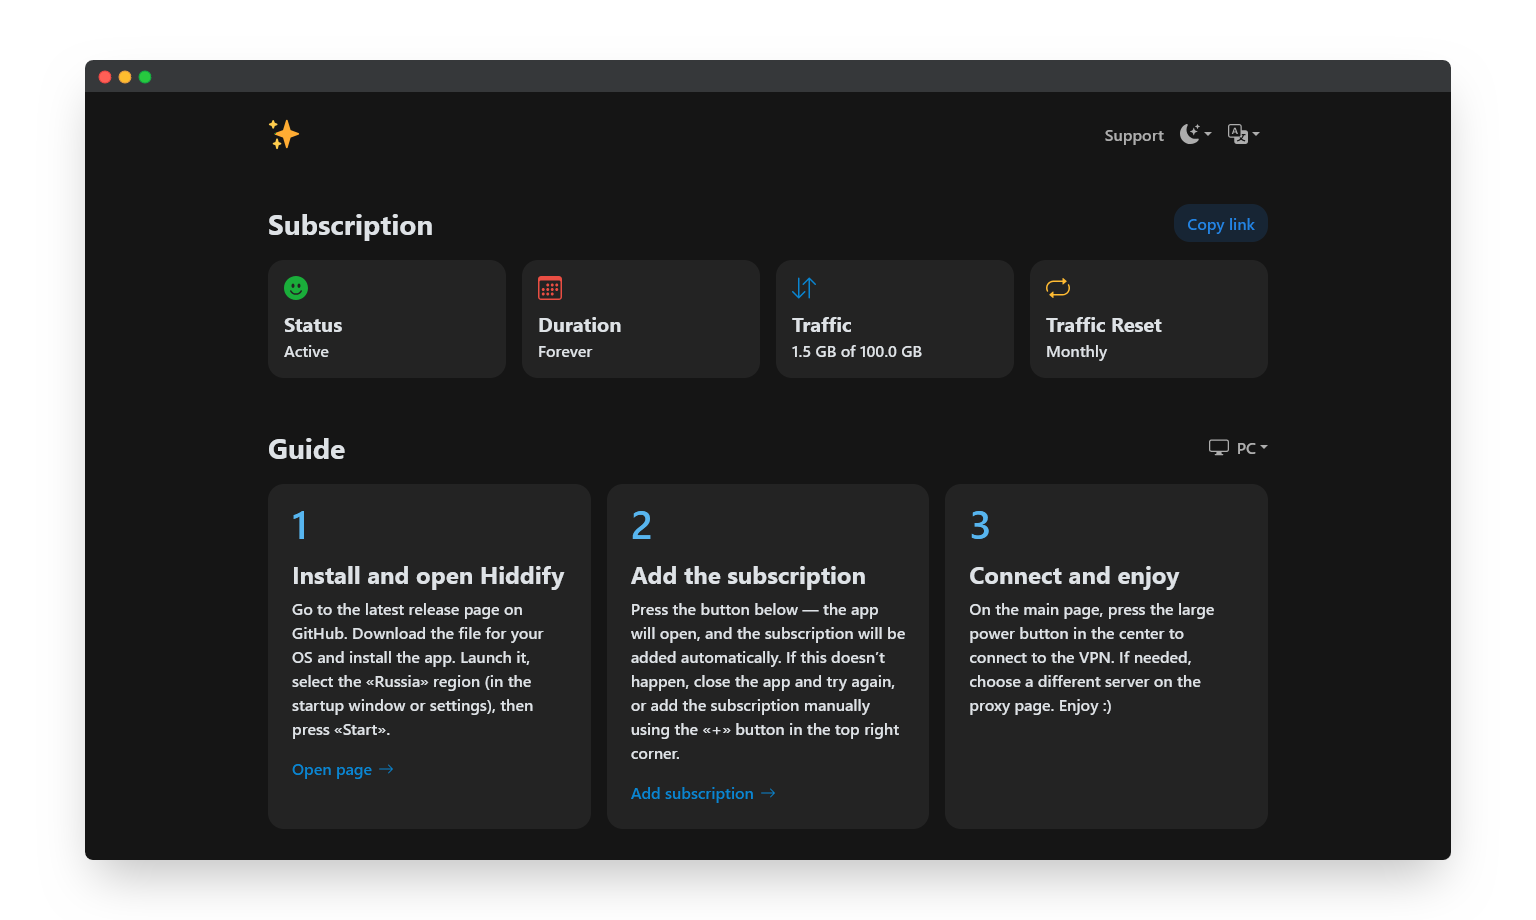 Support
Subscription
Copy link
Status
Active
Duration
Forever
Traffic
1.5 GB of 100.0 GB
Traffic Reset
Monthly
Guide
PC
1
Install and open Hiddify
Go to the latest release page on
GitHub. Download the file for your
OS and install the app. Launch it,
select the «Russia» region (in the
startup window or settings), then
press «Start».
Open page →
2
Add the subscription
Press the button below — the app
will open, and the subscription will be
added automatically. If this doesn’t
happen, close the app and try again,
or add the subscription manually
using the «+» button in the top right
corner.
Add subscription →
3
Connect and enjoy
On the main page, press the large
power button in the center to
connect to the VPN. If needed,
choose a different server on the
proxy page. Enjoy :)